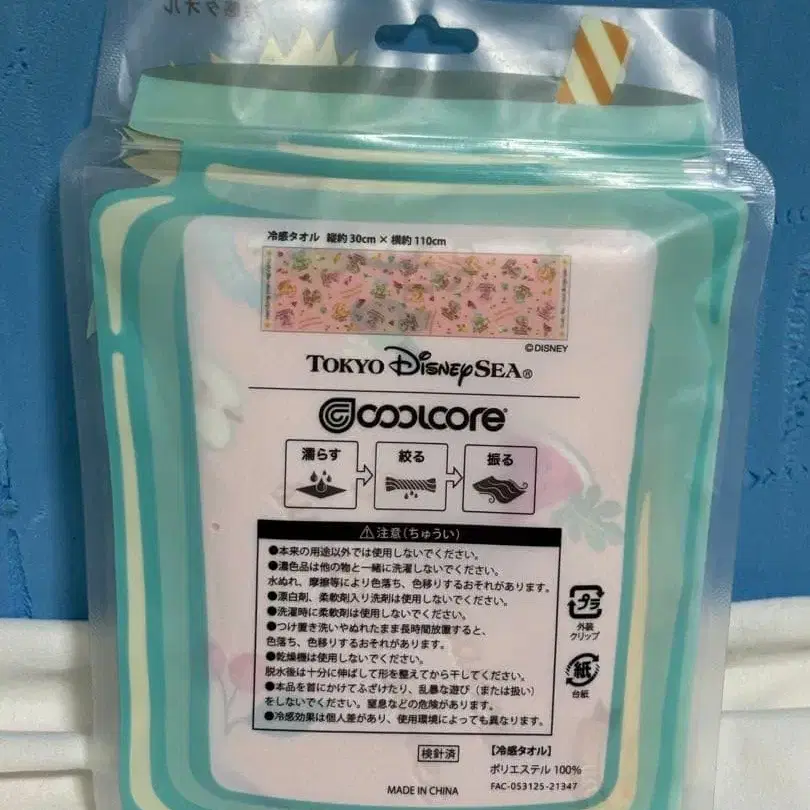 冷感タオル
冷感タオル 縦約30cm×横約110cm
©DISNEY
TOKYO DISNEYSEA®
COOLCORE®
濡らす 絞る 振る
⚠注意(ちゅうい)
●本来の用途以外では使用しないでください。
●濃色品は他の物と一緒に洗濯しないでください。
水ぬれ、摩擦等により色落ち、色移りするおそれが有ります。
●漂白剤、柔軟剤入り洗剤は使用しないでください。
●洗濯時に柔軟剤は使用しないでください。
●つけ置き洗いやぬれたまま長時間放置すると、
色落ち、色移りするおそれが有ります。
●乾燥機は使用しないでください。
脱水後は十分に伸ばして形を整えてから干してください。
●本品を首にかけてふざけたり、乱暴な遊び(または扱い)
をしないでください。窒息などの危険が有ります。
●冷感効果は個人差があり、使用環境によっても異なります。
プラ
外装
クリップ
紙
台紙
検針済
MADE IN CHINA
【冷感タオル】
ポリエステル 100%
FAC-053125-21347